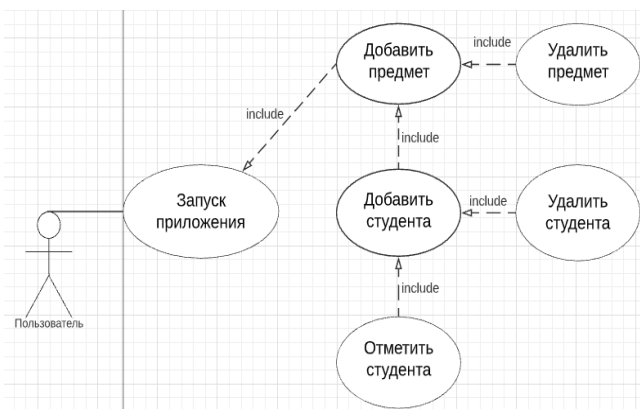 Добавить
предмет
include
Удалить
предмет
include
include
Запуск
приложения
Добавить
студента
include
Удалить
студента
Пользователь
include
Отметить
студента